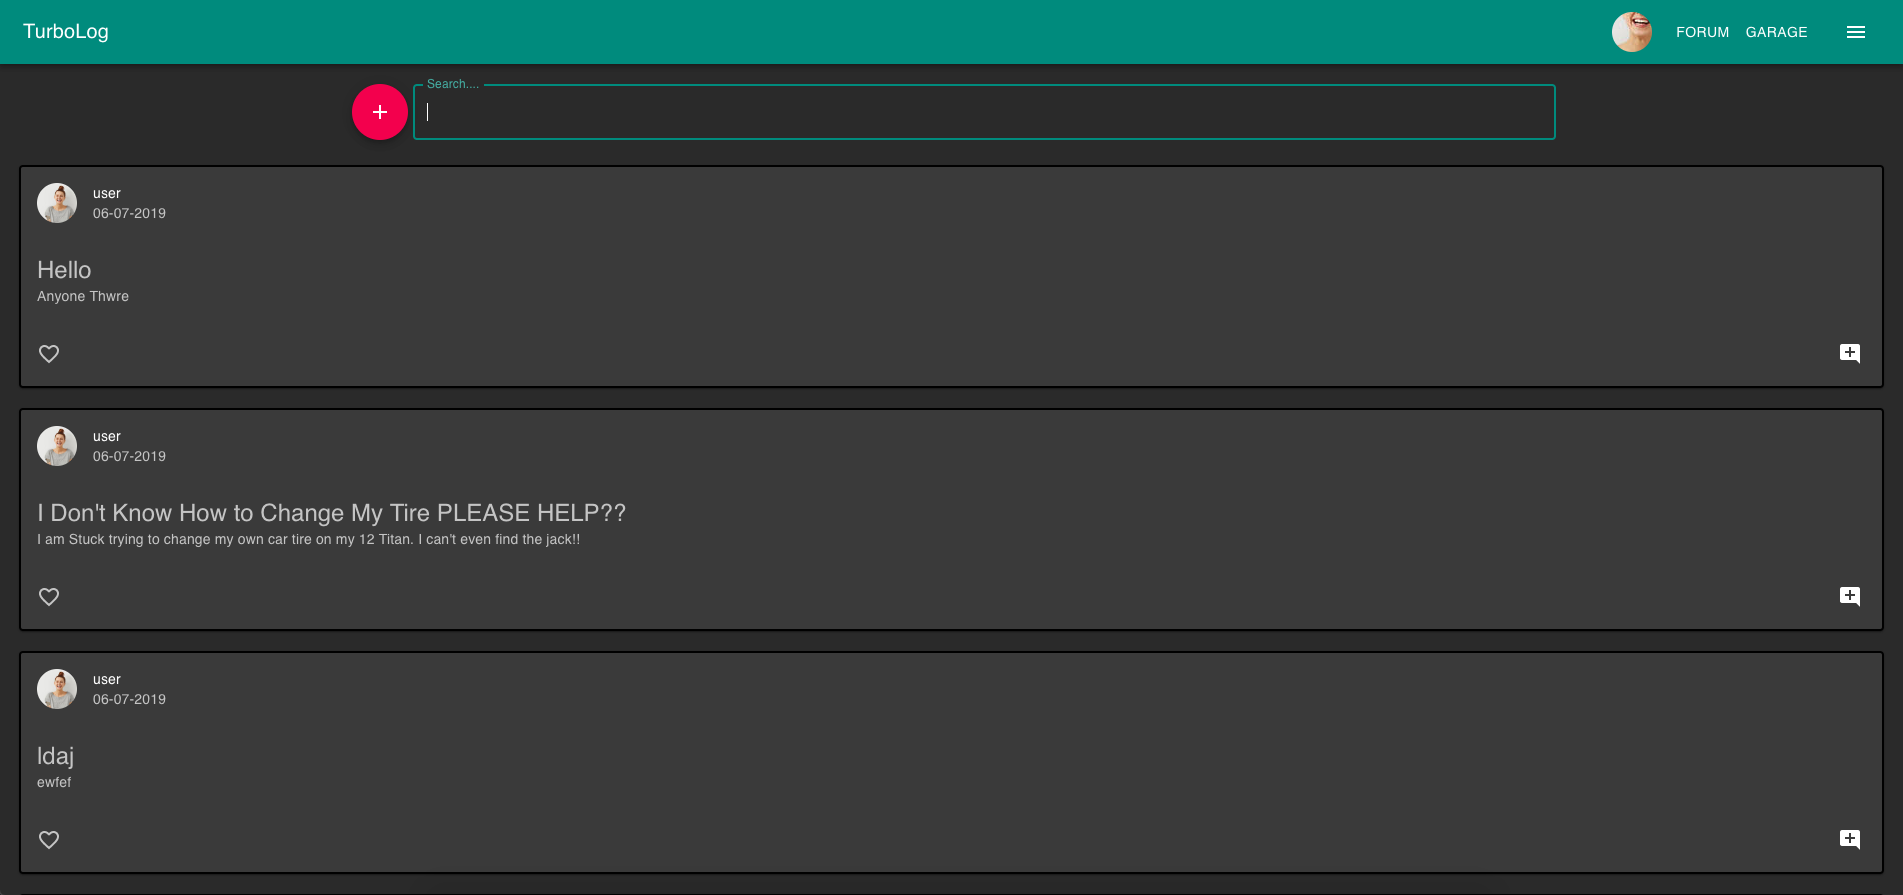 TurboLog
FORUM GARAGE
Search....
user
06-07-2019
Hello
Anyone Thwre
user
06-07-2019
I Don't Know How to Change My Tire PLEASE HELP??
I am Stuck trying to change my own car tire on my 12 Titan. I can't even find the jack!!
user
06-07-2019
ldaj
ewfef